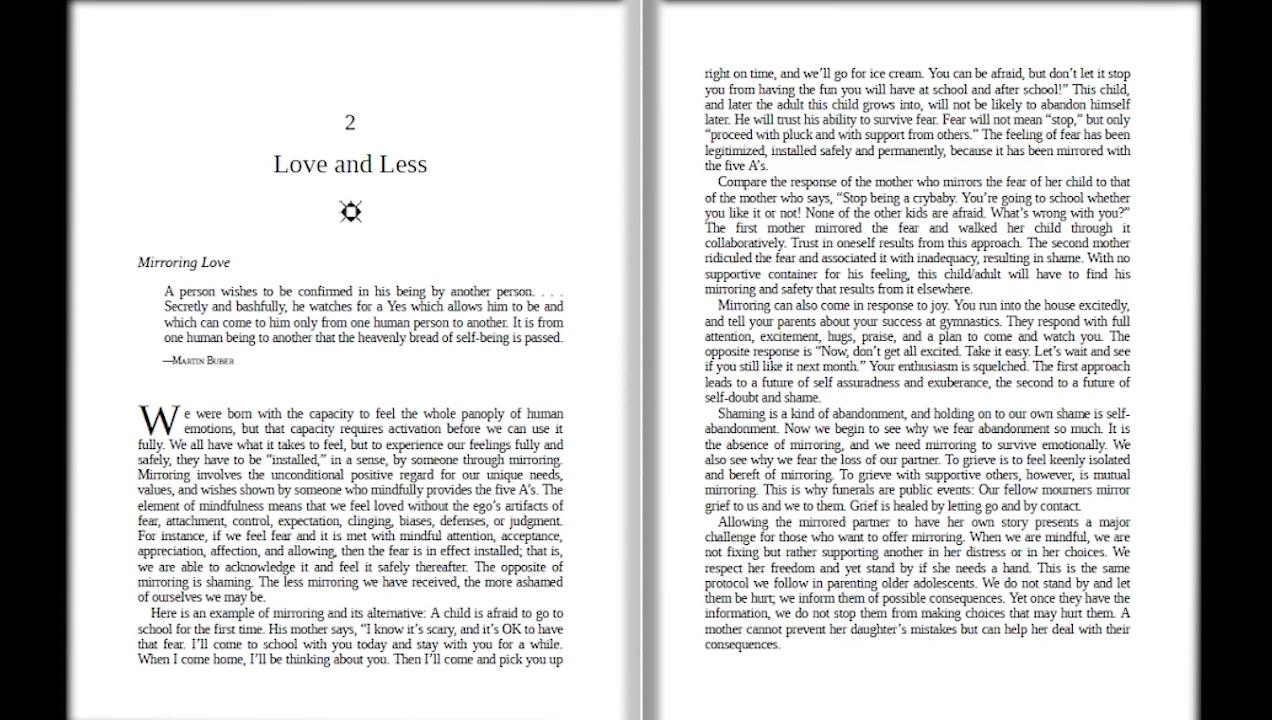 2
Love and Less
Mirroring Love
A person wishes to be confirmed in his being by another person. . . .
Secretly and bashfully, he watches for a Yes which allows him to be and
which can come to him only from one human person to another. It is from
one human being to another that the heavenly bread of self-being is passed.
—Martin Buber
We were born with the capacity to feel the whole panoply of human
emotions, but that capacity requires activation before we can use it
fully. We all have what it takes to feel, but to experience our feelings fully and
safely, they have to be “installed,” in a sense, by someone through mirroring.
Mirroring involves the unconditional positive regard for our unique needs,
values, and wishes shown by someone who mindfully provides the five A’s. The
element of mindfulness means that we feel loved without the ego’s artifacts of
fear, attachment, control, expectation, clinging, biases, defenses, or judgment.
For instance, if we feel fear and it is met with mindful attention, acceptance,
appreciation, affection, and allowing, then the fear is in effect installed; that is,
we are able to acknowledge it and feel it safely thereafter. The opposite of
mirroring is shaming. The less mirroring we have received, the more ashamed
of ourselves we may be.
Here is an example of mirroring and its alternative: A child is afraid to go to
school for the first time. His mother says, “I know it’s scary, and it’s OK to have
that fear. I’ll come to school with you today and stay with you for a while.
When I come home, I’ll be thinking about you. Then I’ll come and pick you up
right on time, and we’ll go for ice cream. You can be afraid, but don’t let it stop
you from having the fun you will have at school and after school!” This child,
and later the adult this child grows into, will not be likely to abandon himself
later. He will trust his ability to survive fear. Fear will not mean “stop,” but only
“proceed with pluck and with support from others.” The feeling of fear has been
legitimized, installed safely and permanently, because it has been mirrored with
the five A’s.
Compare the response of the mother who mirrors the fear of her child to that
of the mother who says, “Stop being a crybaby. You’re going to school whether
you like it or not! None of the other kids are afraid. What’s wrong with you?”
The first mother mirrored the fear and walked her child through it
collaboratively. Trust in oneself results from this approach. The second mother
ridiculed the fear and associated it with inadequacy, resulting in shame. With no
supportive container for his feeling, this child/adult will have to find his
mirroring and safety that results from it elsewhere.
Mirroring can also come in response to joy. You run into the house excitedly,
and tell your parents about your success at gymnastics. They respond with full
attention, excitement, hugs, praise, and a plan to come and watch you. The
opposite response is “Now, don’t get all excited. Take it easy. Let’s wait and see
if you still like it next month.” Your enthusiasm is squelched. The first approach
leads to a future of self assuredness and exuberance, the second to a future of
self-doubt and shame.
Shaming is a kind of abandonment, and holding on to our own shame is self-
abandonment. Now we begin to see why we fear abandonment so much. It is
the absence of mirroring, and we need mirroring to survive emotionally. We
also see why we fear the loss of our partner. To grieve is to feel keenly isolated
and bereft of mirroring. To grieve with supportive others, however, is mutual
mirroring. This is why funerals are public events: Our fellow mourners mirror
grief to us and we to them. Grief is healed by letting go and by contact.
Allowing the mirrored partner to have her own story presents a major
challenge for those who want to offer mirroring. When we are mindful, we are
not fixing but rather supporting another in her distress or in her choices. We
respect her freedom and yet stand by if she needs a hand. This is the same
protocol we follow in parenting older adolescents. We do not stand by and let
them be hurt; we inform them of possible consequences. Yet once they have the
information, we do not stop them from making choices that may hurt them. A
mother cannot prevent her daughter’s mistakes but can help her deal with their
consequences.